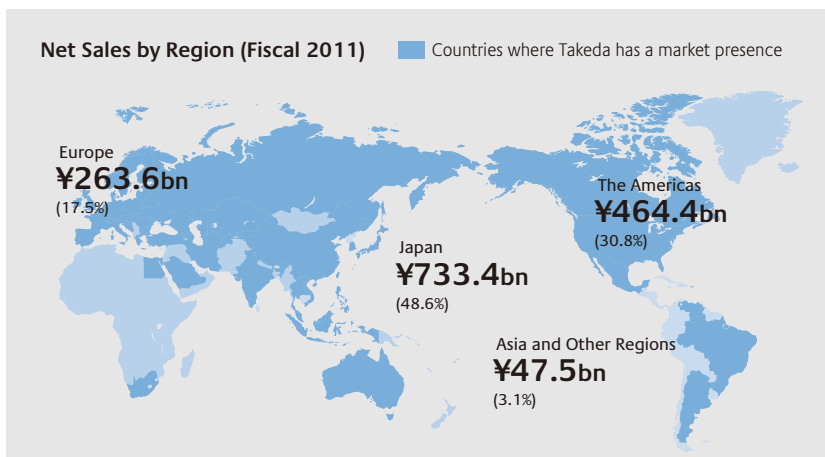 Net Sales by Region (Fiscal 2011)
Countries where Takeda has a market presence
Europe
¥263.6bn
(17.5%)
The Americas
¥464.4bn
(30.8%)
Japan
¥733.4bn
(48.6%)
Asia and Other Regions
¥47.5bn
(3.1%)